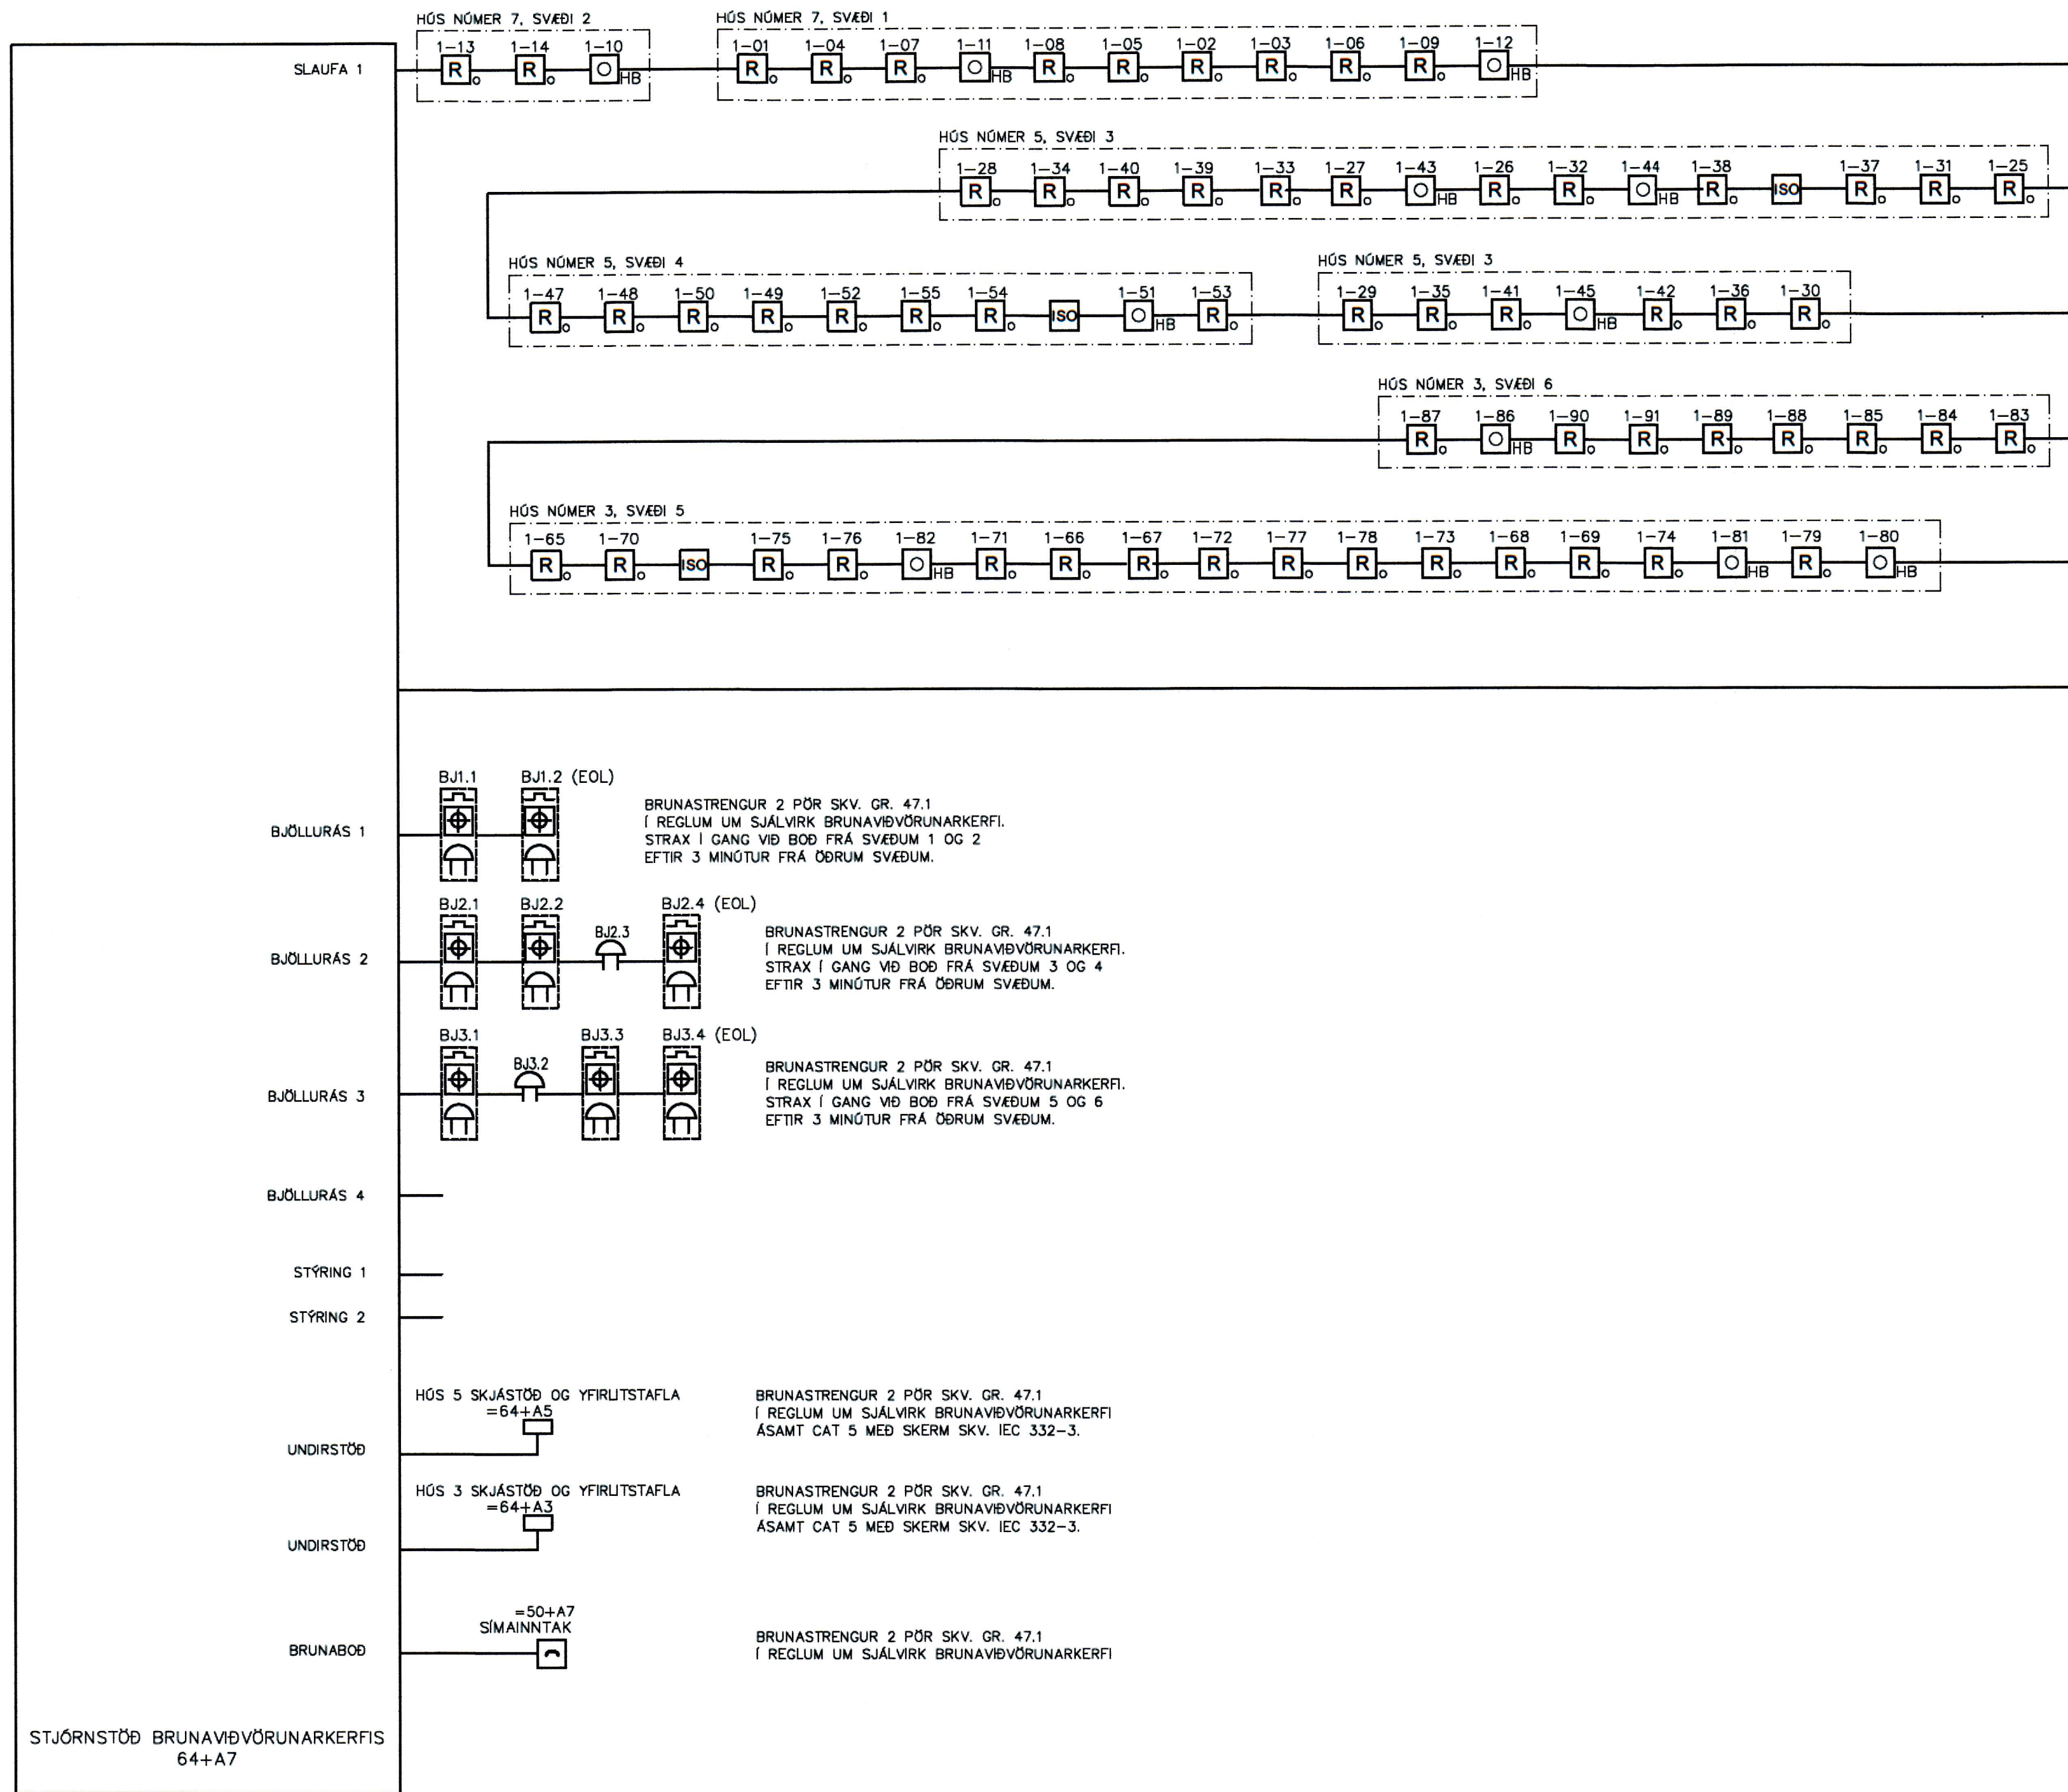 HÚS NÚMER 7, SVÆÐI 2
HÚS NÚMER 7, SVÆÐI 1
1-13 1-14 1-10 1-01 1-04 1-07 1-11 1-08 1-05 1-02 1-03 1-06 1-09 1-12
SLAUFA 1
R R O HB R R R O HB R R R R R R O HB
HÚS NÚMER 5, SVÆÐI 3
1-28 1-34 1-40 1-39 1-33 1-27 1-43 1-26 1-32 1-44 1-38 1-37 1-31 1-25
R R R R R R O HB R R O HB R ISO R R R
HÚS NÚMER 5, SVÆÐI 4
HÚS NÚMER 5, SVÆÐI 3
1-47 1-48 1-50 1-49 1-52 1-55 1-54 1-51 1-53 1-29 1-35 1-41 1-45 1-42 1-36 1-30
R R R R R R R ISO O HB R R R R O HB R R R
HÚS NÚMER 3, SVÆÐI 6
1-87 1-86 1-90 1-91 1-89 1-88 1-85 1-84 1-83
R O HB R R R R R R R
HÚS NÚMER 3, SVÆÐI 5
1-65 1-70 1-75 1-76 1-82 1-71 1-66 1-67 1-72 1-77 1-78 1-73 1-68 1-69 1-74 1-81 1-79 1-80
R R ISO R R O HB R R R R R R R R R R O HB R O HB
BJ1.1 BJ1.2 (EOL)
BJÖLLURÁS 1
BRUNASTRENGUR 2 PÖR SKV. GR. 47.1
Í REGLUM UM SJÁLVIRK BRUNAVIÐVÖRUNARKERFI.
STRAX Í GANG VIÐ BOÐ FRÁ SVÆÐUM 1 OG 2
EFTIR 3 MINÚTUR FRÁ ÖÐRUM SVÆÐUM.
BJ2.1 BJ2.2 BJ2.3 BJ2.4 (EOL)
BJÖLLURÁS 2
BRUNASTRENGUR 2 PÖR SKV. GR. 47.1
Í REGLUM UM SJÁLVIRK BRUNAVIÐVÖRUNARKERFI.
STRAX Í GANG VIÐ BOÐ FRÁ SVÆÐUM 3 OG 4
EFTIR 3 MINÚTUR FRÁ ÖÐRUM SVÆÐUM.
BJ3.1 BJ3.2 BJ3.3 BJ3.4 (EOL)
BJÖLLURÁS 3
BRUNASTRENGUR 2 PÖR SKV. GR. 47.1
Í REGLUM UM SJÁLVIRK BRUNAVIÐVÖRUNARKERFI.
STRAX Í GANG VIÐ BOÐ FRÁ SVÆÐUM 5 OG 6
EFTIR 3 MINÚTUR FRÁ ÖÐRUM SVÆÐUM.
BJÖLLURÁS 4
STÝRING 1
STÝRING 2
HÚS 5 SKJÁSTÖÐ OG YFIRLITSTAFLA
=64+A5
UNDIRSTÖÐ
BRUNASTRENGUR 2 PÖR SKV. GR. 47.1
Í REGLUM UM SJÁLVIRK BRUNAVIÐVÖRUNARKERFI
ÁSAMT CAT 5 MEÐ SKERM SKV. IEC 332-3.
HÚS 3 SKJÁSTÖÐ OG YFIRLITSTAFLA
=64+A3
UNDIRSTÖÐ
BRUNASTRENGUR 2 PÖR SKV. GR. 47.1
Í REGLUM UM SJÁLVIRK BRUNAVIÐVÖRUNARKERFI
ÁSAMT CAT 5 MEÐ SKERM SKV. IEC 332-3.
=50+A7
SÍMAINNTAK
BRUNABOÐ
BRUNASTRENGUR 2 PÖR SKV. GR. 47.1
Í REGLUM UM SJÁLVIRK BRUNAVIÐVÖRUNARKERFI
STJÓRNSTÖÐ BRUNAVIÐVÖRUNARKERFIS
64+A7